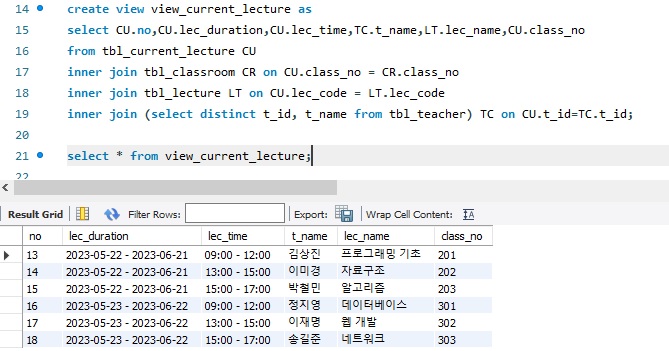 14 create view view_current_lecture as
15 select CU.no,CU.lec_duration,CU.lec_time,TC.t_name,LT.lec_name,CU.class_no
16 from tbl_current_lecture CU
17 inner join tbl_classroom CR on CU.class_no = CR.class_no
18 inner join tbl_lecture LT on CU.lec_code = LT.lec_code
19 inner join (select distinct t_id, t_name from tbl_teacher) TC on CU.t_id=TC.t_id;
20
21 select * from view_current_lecture;
22
Result Grid Filter Rows: Export: Wrap Cell Content:
no lec_duration lec_time t_name lec_name class_no
13 2023-05-22 - 2023-06-21 09:00 - 12:00 김상진 프로그래밍 기초 201
14 2023-05-22 - 2023-06-21 13:00 - 15:00 이미경 자료구조 202
15 2023-05-22 - 2023-06-21 15:00 - 17:00 박철민 알고리즘 203
16 2023-05-23 - 2023-06-22 09:00 - 12:00 정지영 데이터베이스 301
17 2023-05-23 - 2023-06-22 13:00 - 15:00 이재명 웹 개발 302
18 2023-05-23 - 2023-06-22 15:00 - 17:00 송길준 네트워크 303